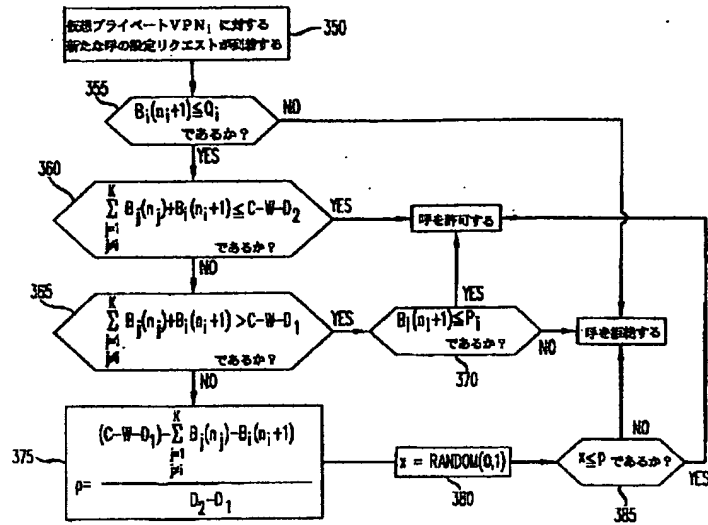 仮想プライベートVPNiに対する
新たな呼の設定リクエストが到着する
350
355
Bi(ni+1)≦Qi
であるか?
NO
YES
360
K
∑ Bj(nj)+Bi(ni+1)≦C-W-D2
j=1
j≠i
であるか?
YES
呼を許可する
NO
365
K
∑ Bj(nj)+Bi(ni+1)>C-W-D1
j=1
j≠i
であるか?
YES
Bi(ni+1)≦Pi
であるか?
370
YES
NO
呼を拒絶する
NO
375
K
(C-W-D1)-∑ Bj(nj)-Bi(ni+1)
j=1
j≠i
ρ=
D2-D1
x = RANDOM(0,1)
380
x≦p であるか?
385
NO
YES